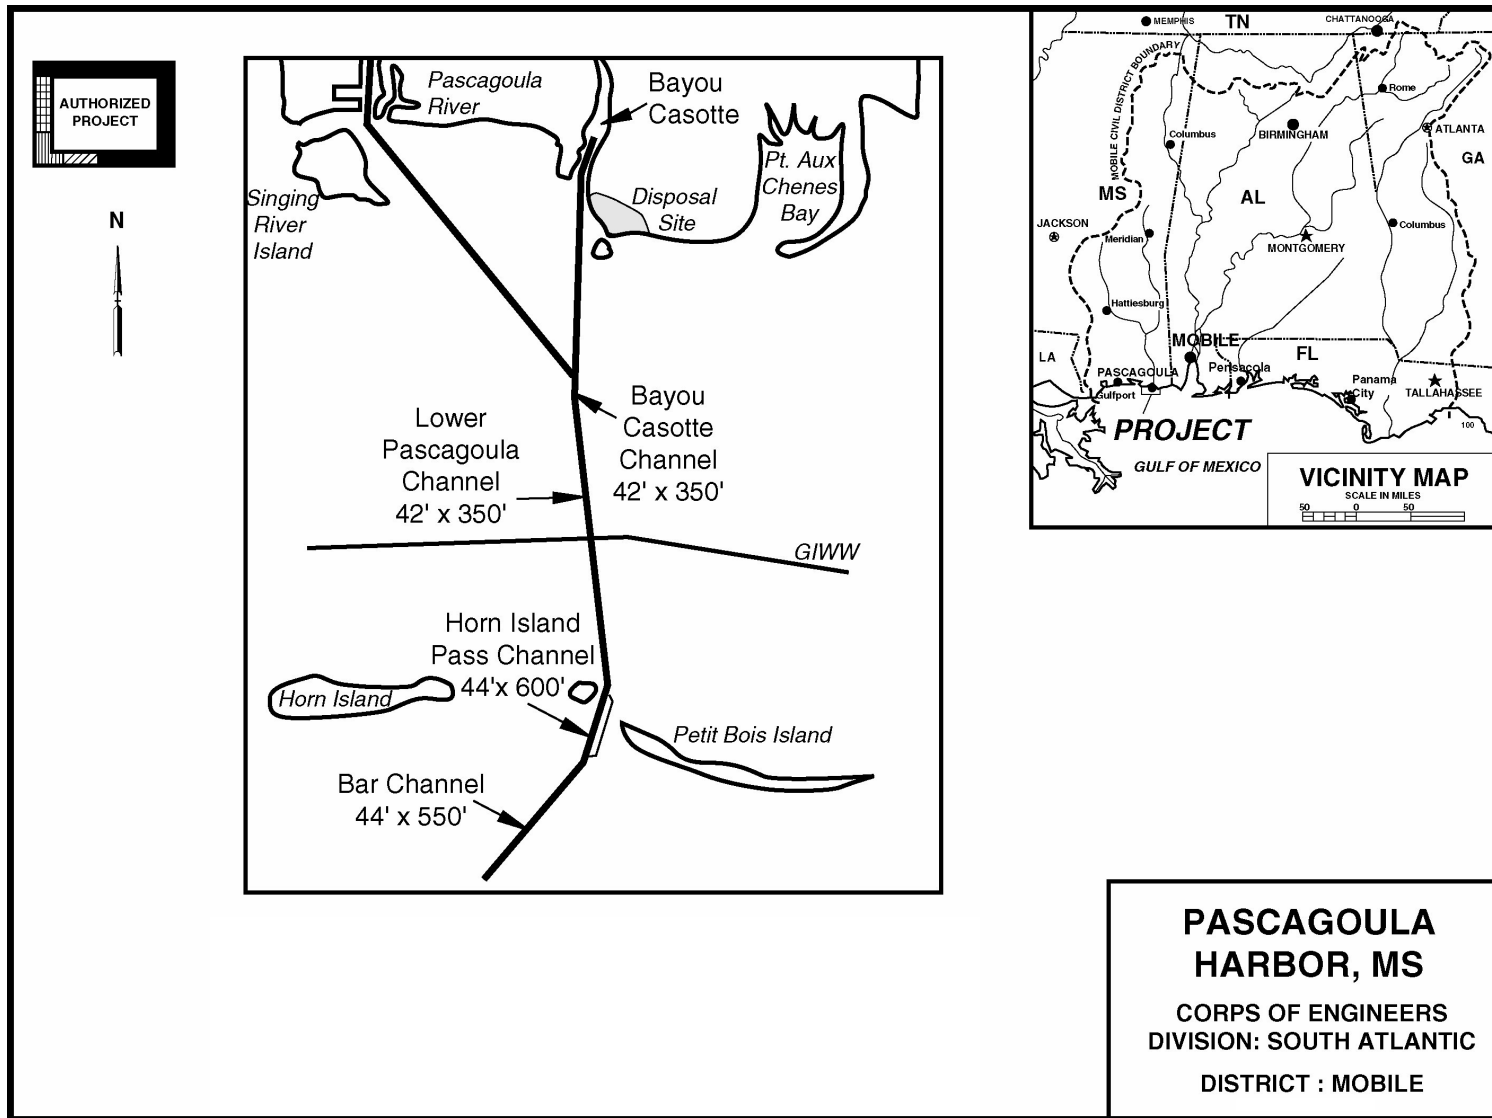 AUTHORIZED
PROJECT
N
Pascagoula
River
Bayou
Casotte
Singing
River
Island
Disposal
Site
Pt. Aux
Chenes
Bay
Lower
Pascagoula
Channel
42' x 350'
Bayou
Casotte
Channel
42' x 350'
GIWW
Horn Island
Pass Channel
44'x 600'
Horn Island
Petit Bois Island
Bar Channel
44' x 550'
MEMPHIS
TN
CHATTANOOGA
MOBILE CIVIL DISTRICT BOUNDARY
Rome
Columbus
BIRMINGHAM
ATLANTA
GA
MS
AL
JACKSON
Meridian
MONTGOMERY
Columbus
Hattiesburg
MOBILE
LA
FL
PASCAGOULA
Pensacola
Gulfport
Panama
City
TALLAHASSEE
100
PROJECT
GULF OF MEXICO
VICINITY MAP
SCALE IN MILES
50 0 50
PASCAGOULA
HARBOR, MS
CORPS OF ENGINEERS
DIVISION: SOUTH ATLANTIC
DISTRICT : MOBILE